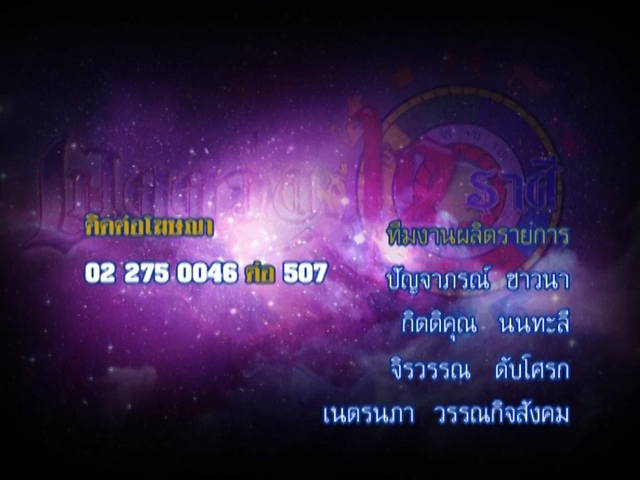 ราศี
ติดต่อโฆษณา
02 275 0046 ต่อ 507
ทีมงานผลิตรายการ
ปัญจาภรณ์ ชาวนา
กิตติคุณ นนทะลี
จิรวรรณ ดับโศรก
เนตรนภา วรรณกิจสังคม